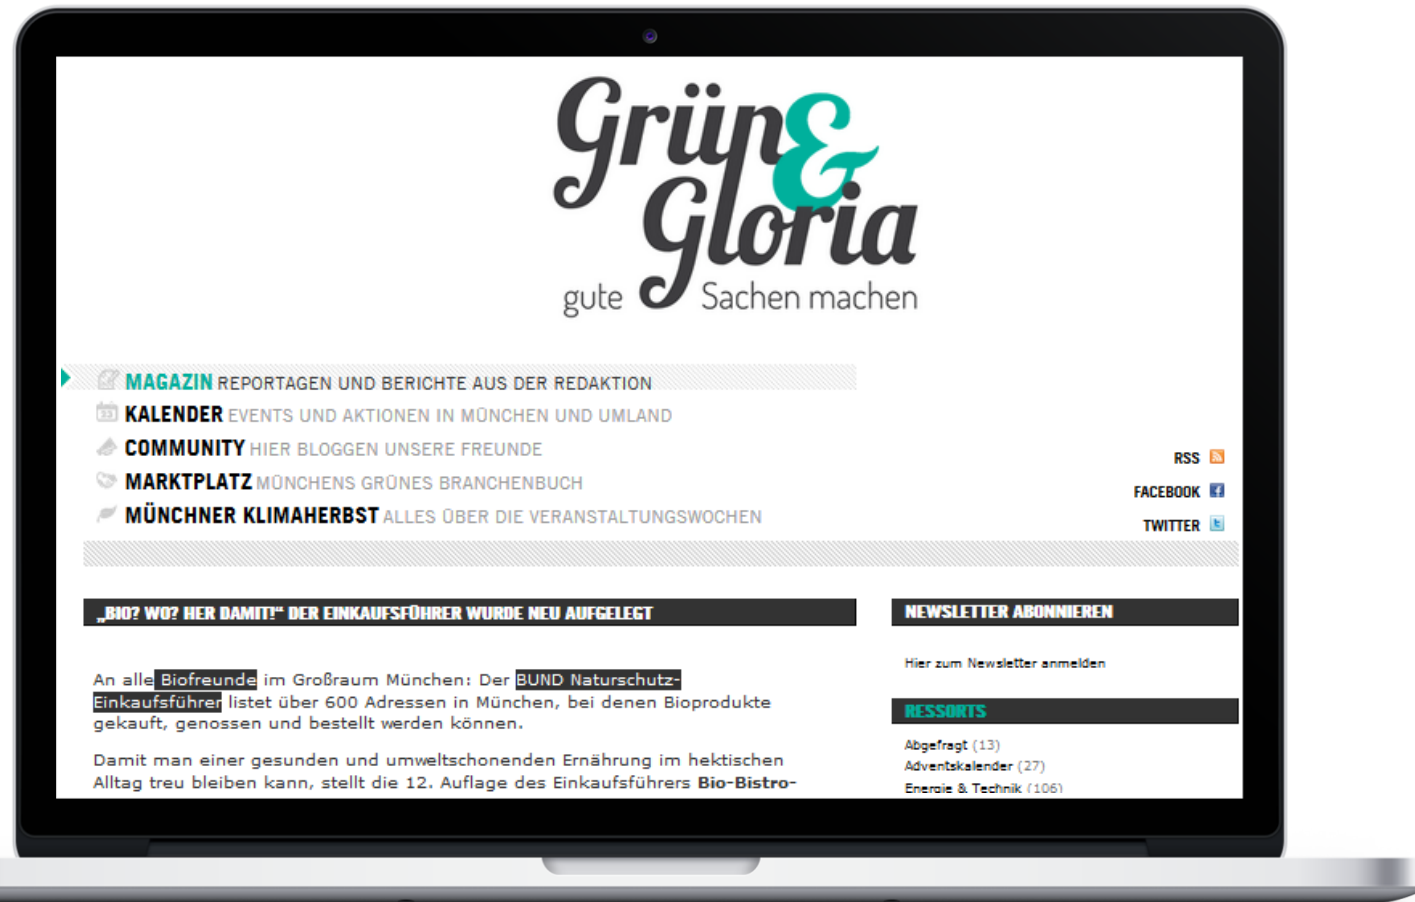 Grün&
Gloria
gute Sachen machen
MAGAZIN REPORTAGEN UND BERICHTE AUS DER REDAKTION
KALENDER EVENTS UND AKTIONEN IN MÜNCHEN UND UMLAND
COMMUNITY HIER BLOGGEN UNSERE FREUNDE
MARKTPLATZ MÜNCHENS GRÜNES BRANCHENBUCH
MÜNCHNER KLIMAHERBST ALLES ÜBER DIE VERANSTALTUNGSWOCHEN
RSS
FACEBOOK
TWITTER
„BIO? WO? HER DAMIT!“ DER EINKAUFSFÜHRER WURDE NEU AUFGELEGT
An alle Biofreunde im Großraum München: Der BUND Naturschutz-
Einkaufsführer listet über 600 Adressen in München, bei denen Bioprodukte
gekauft, genossen und bestellt werden können.
Damit man einer gesunden und umweltschonenden Ernährung im hektischen
Alltag treu bleiben kann, stellt die 12. Auflage des Einkaufsführers Bio-Bistro-
NEWSLETTER ABONNIEREN
Hier zum Newsletter anmelden
RESSORTS
Abgefragt (13)
Adventskalender (27)
Energie & Technik (106)